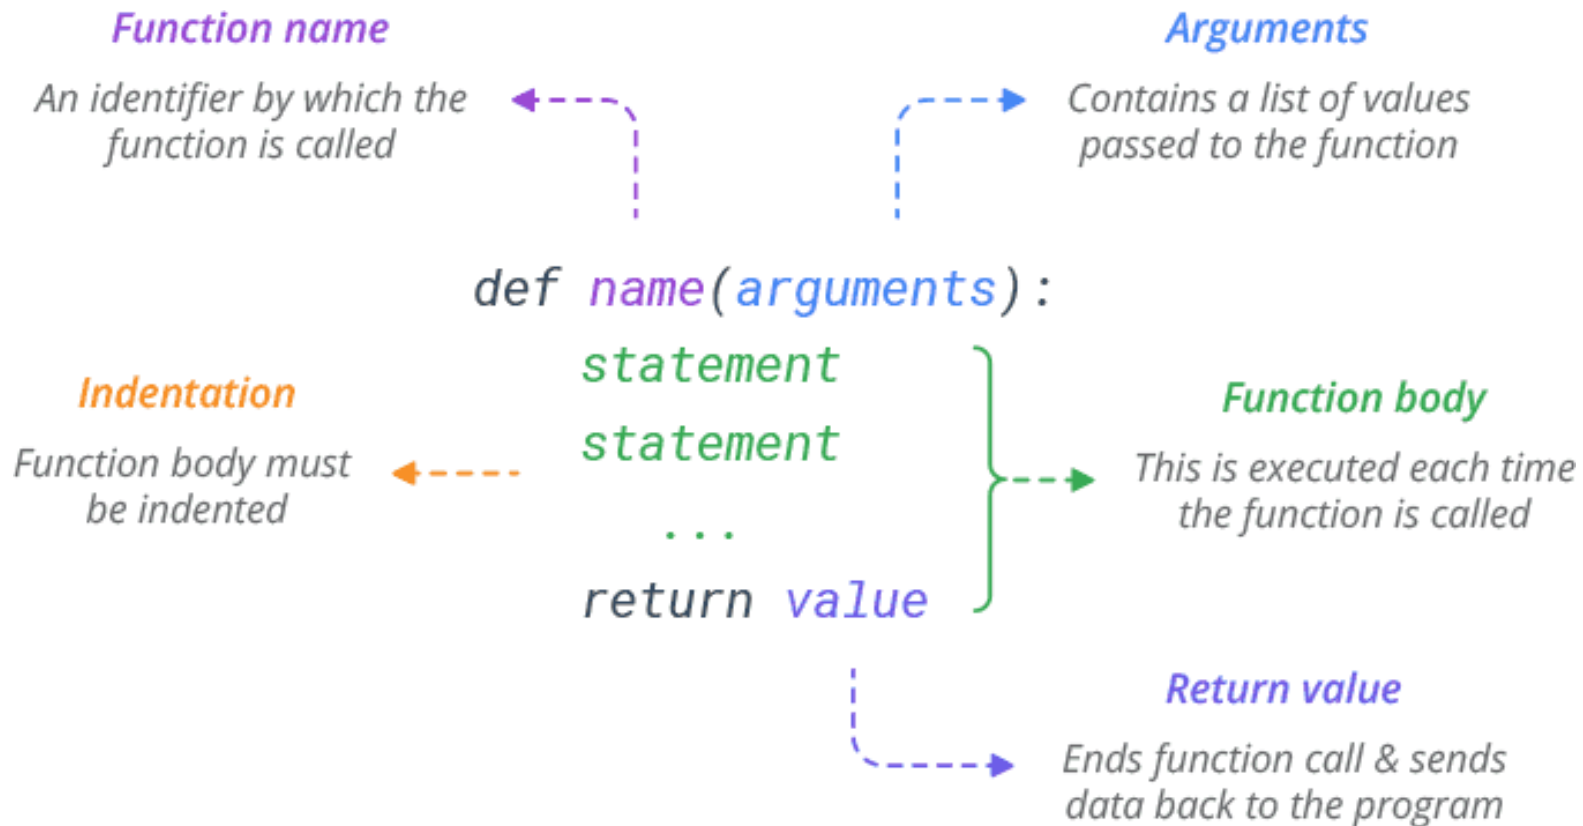 Function name
An identifier by which the
function is called
Arguments
Contains a list of values
passed to the function
def name(arguments):
statement
statement
...
return value
Indentation
Function body must
be indented
Function body
This is executed each time
the function is called
Return value
Ends function call & sends
data back to the program